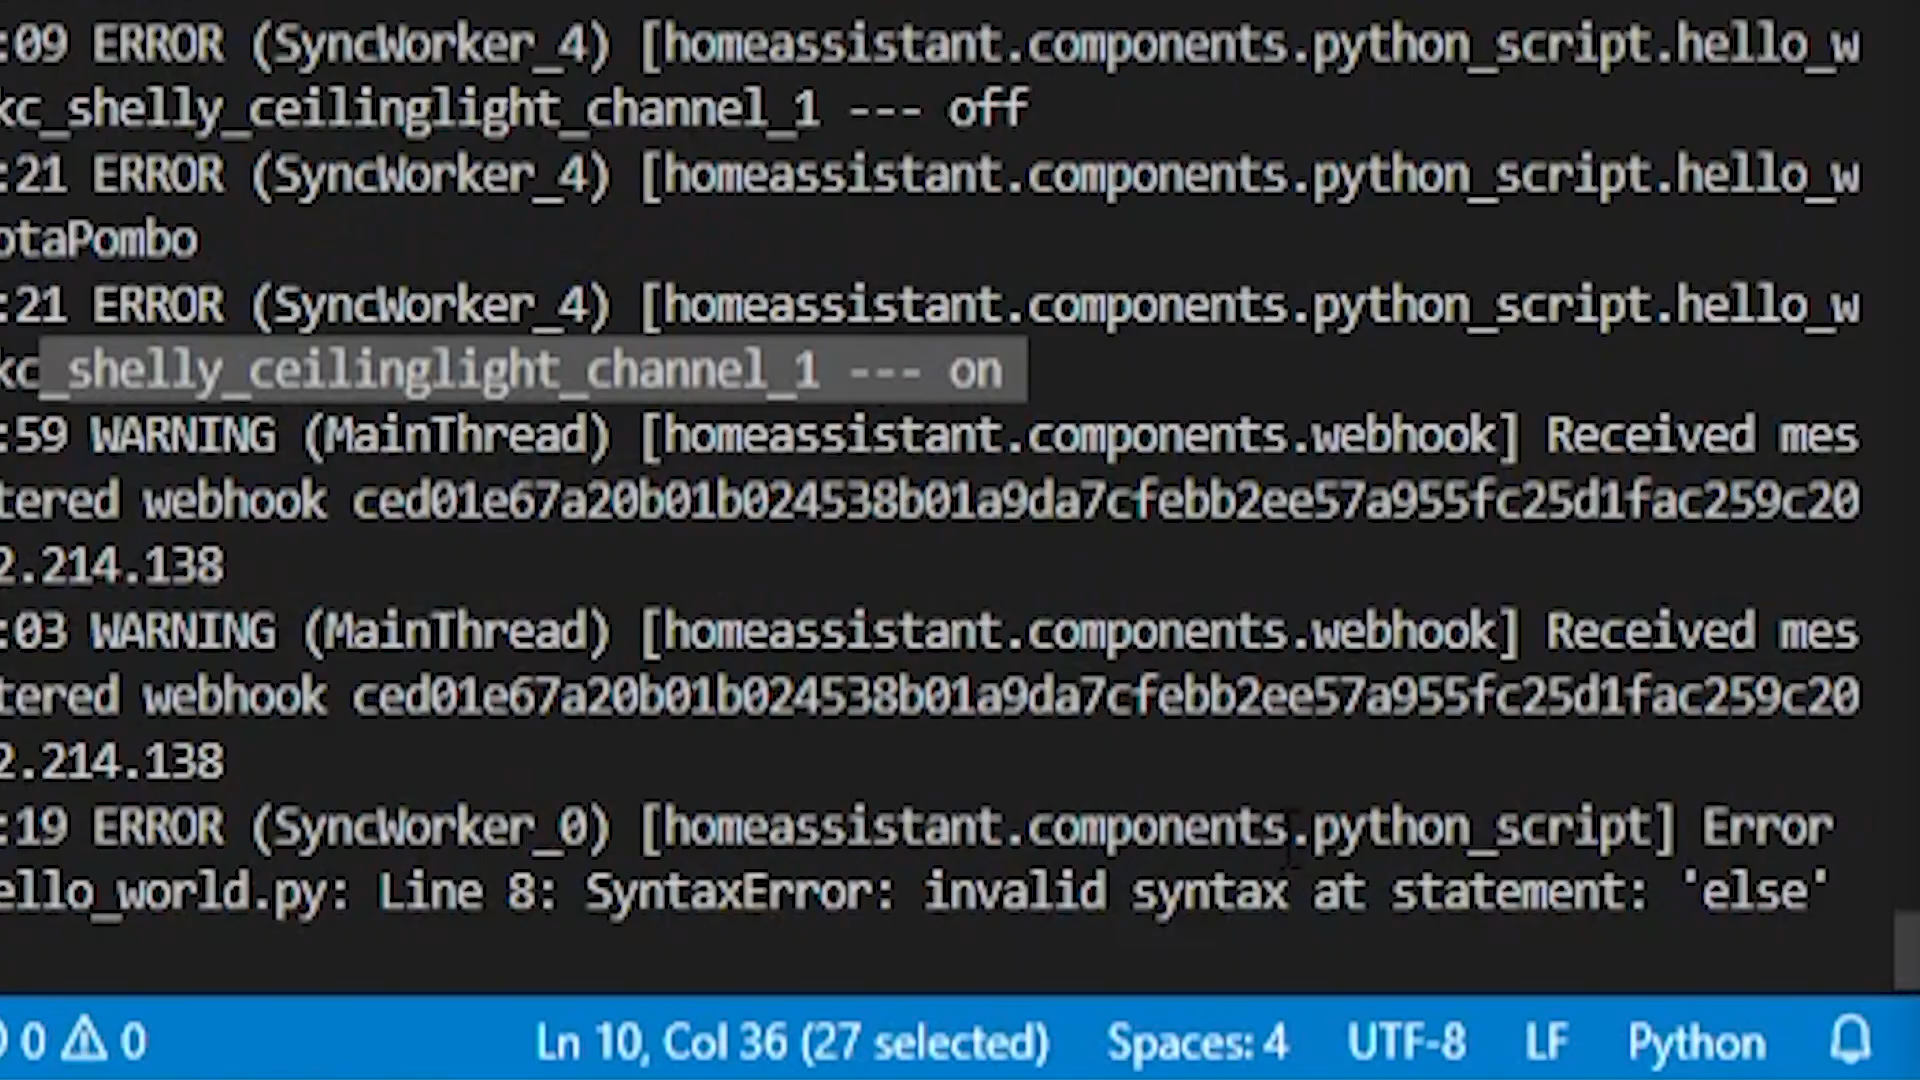 :09 ERROR (SyncWorker_4) [homeassistant.components.python_script.hello_w
kc_shelly_ceilinglight_channel_1 --- off
:21 ERROR (SyncWorker_4) [homeassistant.components.python_script.hello_w
otaPombo
:21 ERROR (SyncWorker_4) [homeassistant.components.python_script.hello_w
kc_shelly_ceilinglight_channel_1 --- on
:59 WARNING (MainThread) [homeassistant.components.webhook] Received mes
tered webhook ced01e67a20b01b024538b01a9da7cfebb2ee57a955fc25d1fac259c20
2.214.138
:03 WARNING (MainThread) [homeassistant.components.webhook] Received mes
tered webhook ced01e67a20b01b024538b01a9da7cfebb2ee57a955fc25d1fac259c20
2.214.138
:19 ERROR (SyncWorker_0) [homeassistant.components.python_script] Error
ello_world.py: Line 8: SyntaxError: invalid syntax at statement: 'else'
0 0 Ln 10, Col 36 (27 selected) Spaces: 4 UTF-8 LF Python